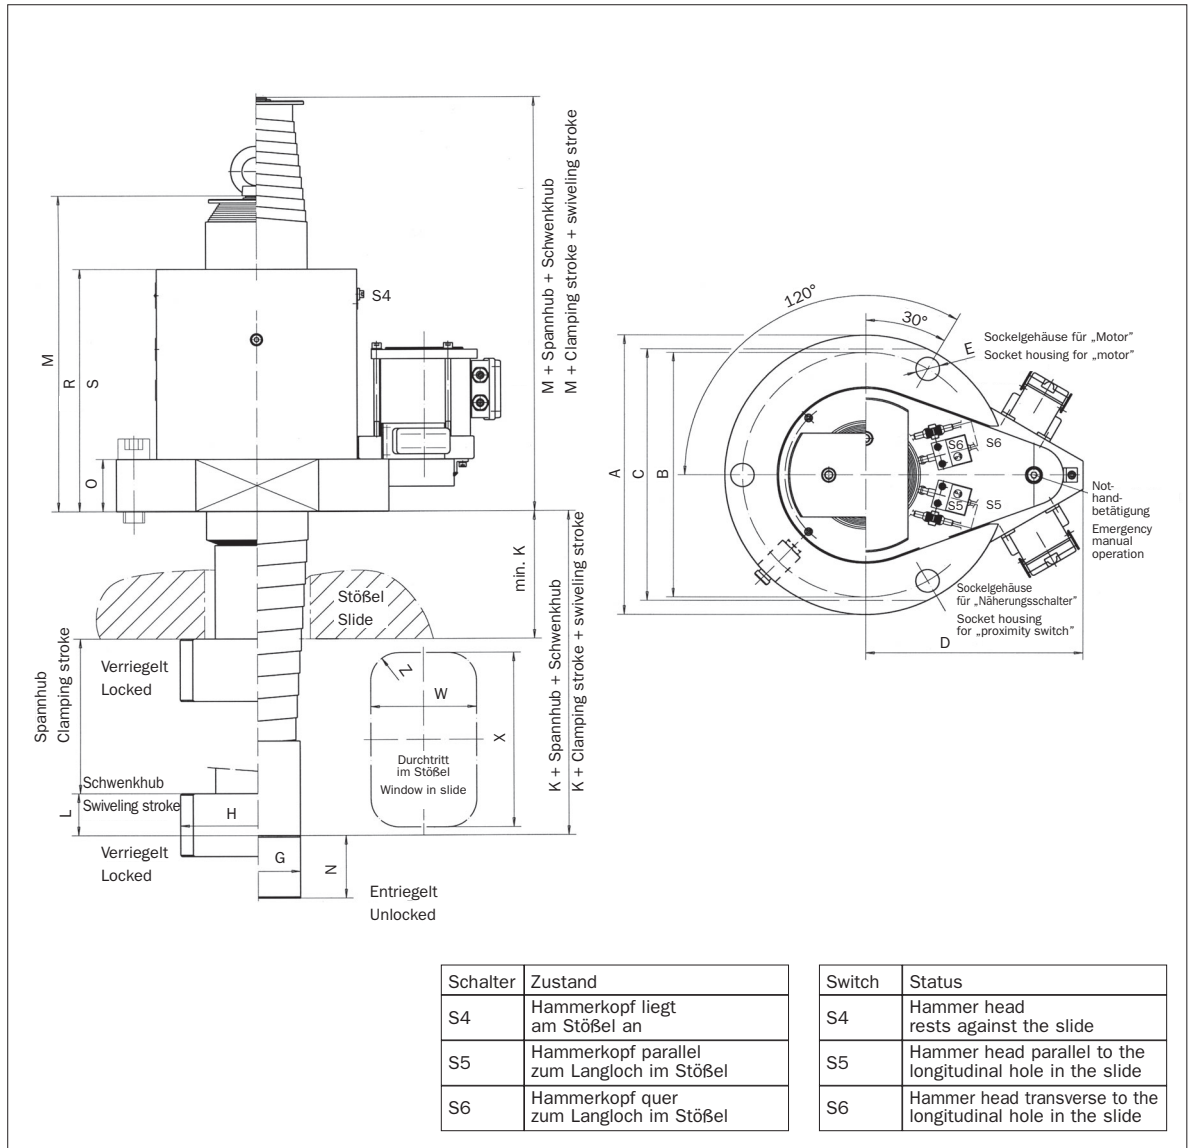 M + Spannhub + Schwenkhub
M + Clamping stroke + swiveling stroke
S4
M
R
S
O
min. K
Stößel
Slide
K + Spannhub + Schwenkhub
K + Clamping stroke + swiveling stroke
Spannhub
Clamping stroke
Verriegelt
Locked
Z
W
X
Durchtritt
im Stößel
Window in slide
Schwenkhub
Swiveling stroke
L
H
G
N
Verriegelt
Locked
Entriegelt
Unlocked
120°
30°
E
Sockelgehäuse für „Motor”
Socket housing for „motor”
A
C
B
S6
S6
S5
S5
Not-
hand-
betätigung
Emergency
manual
operation
Sockelgehäuse
für „Näherungsschalter”
Socket housing
for „proximity switch”
D
Schalter Zustand
S4 Hammerkopf liegt
am Stößel an
S5 Hammerkopf parallel
zum Langloch im Stößel
S6 Hammerkopf quer
zum Langloch im Stößel
Switch Status
S4 Hammer head
rests against the slide
S5 Hammer head parallel to the
longitudinal hole in the slide
S6 Hammer head transverse to the
longitudinal hole in the slide